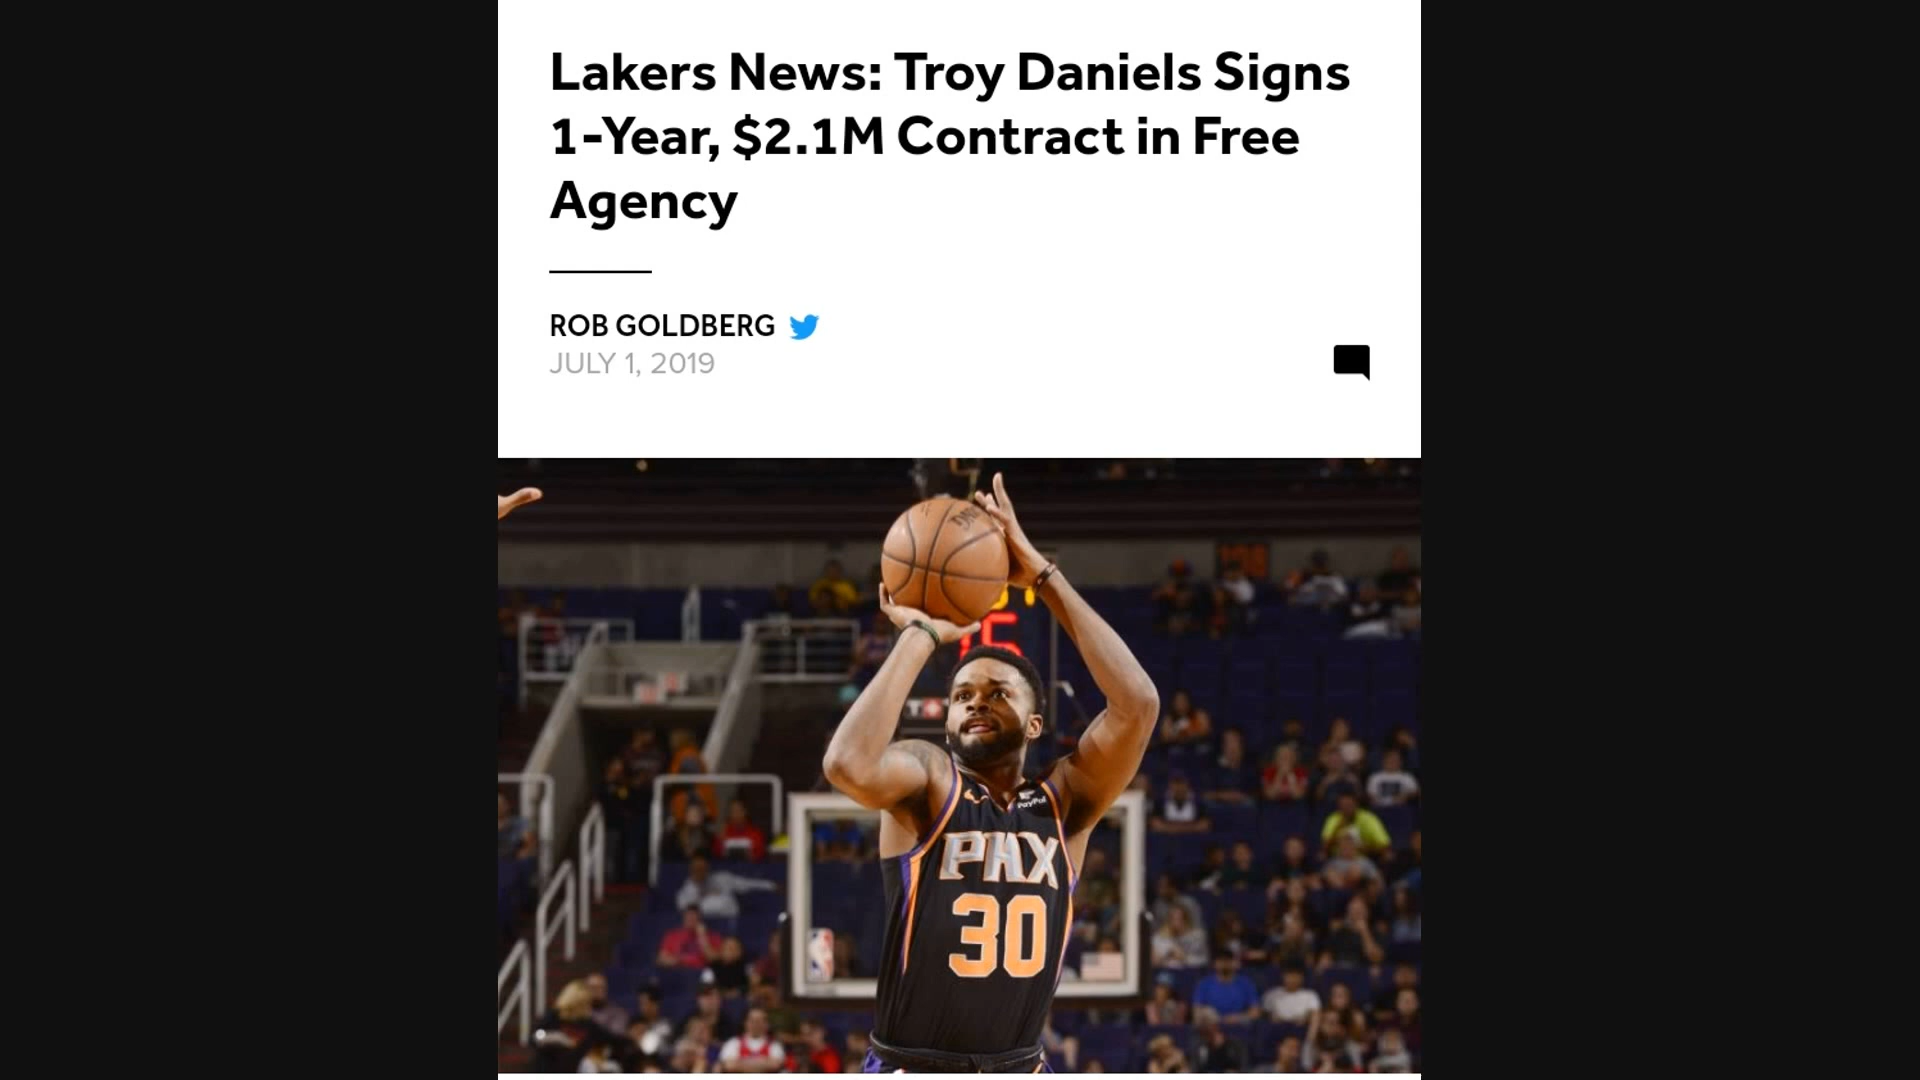 Lakers News: Troy Daniels Signs
1-Year, $2.1M Contract in Free
Agency
ROB GOLDBERG
JULY 1, 2019
PayPal
PHX
30